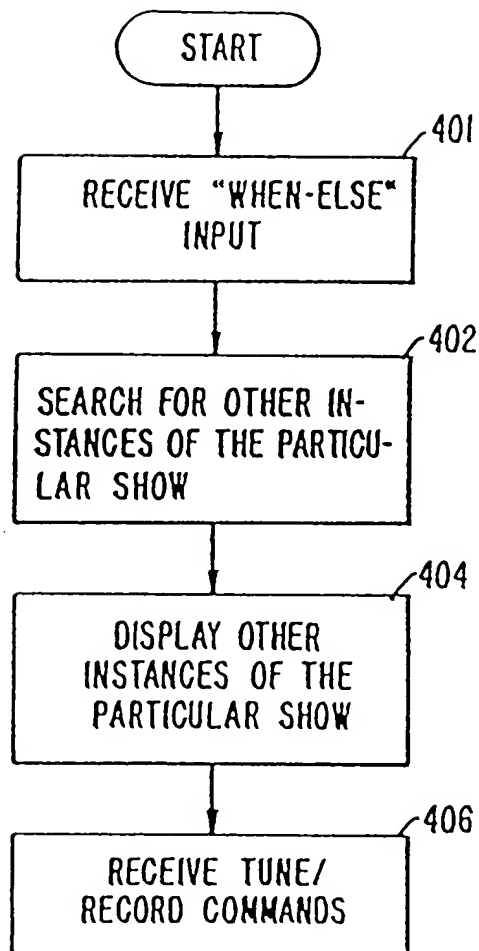 START
401
RECEIVE "WHEN-ELSE"
INPUT
402
SEARCH FOR OTHER IN-
STANCES OF THE PARTICU-
LAR SHOW
404
DISPLAY OTHER
INSTANCES OF THE
PARTICULAR SHOW
406
RECEIVE TUNE/
RECORD COMMANDS